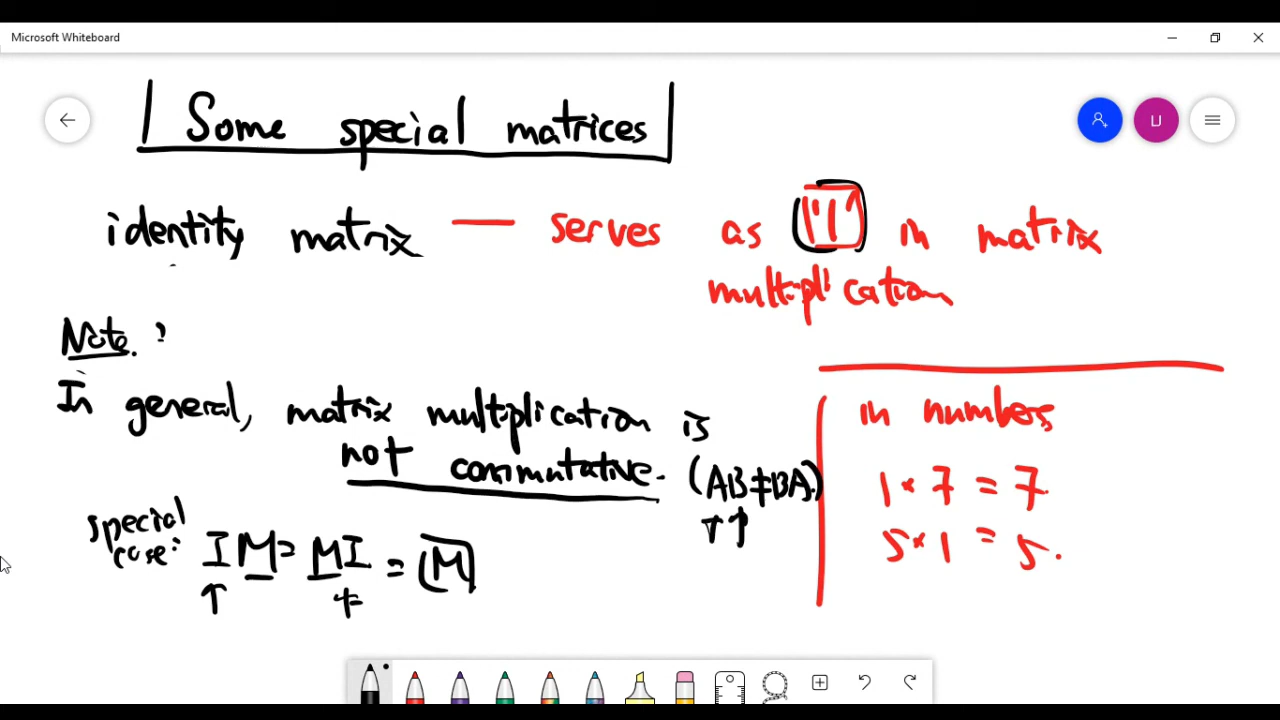 Microsoft Whiteboard
Some special matrices
U
identity matrix — serves as "1" in matrix
multiplication
Note:
In general, matrix multiplication is
not commutative. (AB≠BA)
↑↑
special
case: IM = MI = M
↑
in numbers
1 * 7 = 7.
5 * 1 = 5.